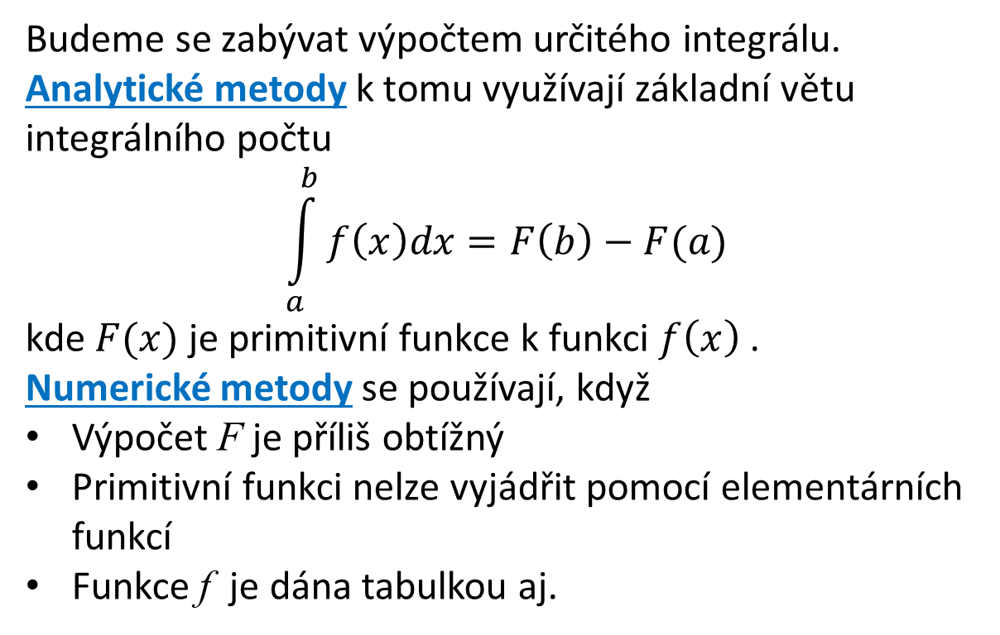 Budeme se zabývat výpočtem určitého integrálu.
Analytické metody k tomu využívají základní větu
integrálního počtu
b
∫ f(x)dx = F(b) − F(a)
a
kde F(x) je primitivní funkce k funkci f(x) .
Numerické metody se používají, když
• Výpočet F je příliš obtížný
• Primitivní funkci nelze vyjádřit pomocí elementárních
funkcí
• Funkce f je dána tabulkou aj.